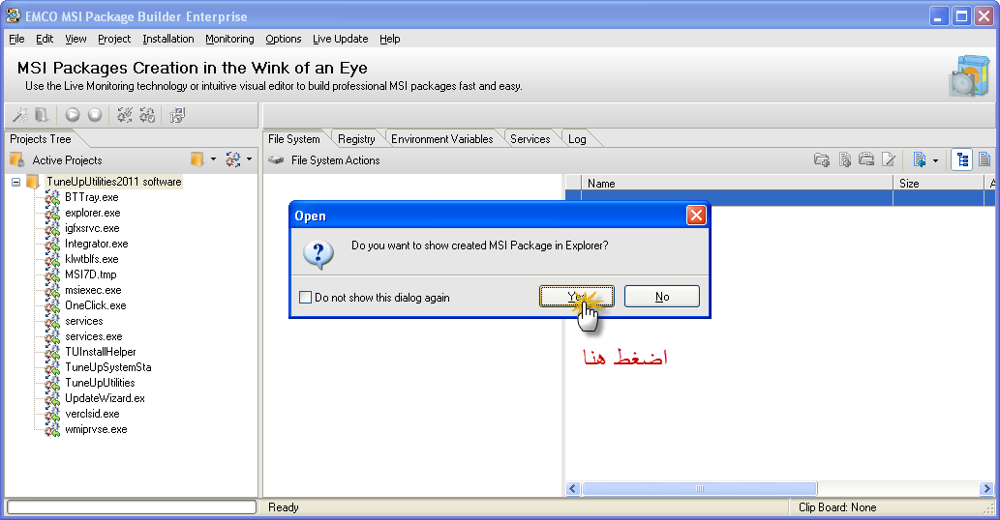 EMCO MSI Package Builder Enterprise
File Edit View Project Installation Monitoring Options Live Update Help
MSI Packages Creation in the Wink of an Eye
Use the Live Monitoring technology or intuitive visual editor to build professional MSI packages fast and easy.
Projects Tree
File System Registry Environment Variables Services Log
Active Projects
File System Actions
TuneUpUtilities2011 software
BTTray.exe
explorer.exe
igfxsrvc.exe
Integrator.exe
klwtblfs.exe
MSI7D.tmp
msiexec.exe
OneClick.exe
services
services.exe
TUInstallHelper
TuneUpSystemSta
TuneUpUtilities
UpdateWizard.ex
verclsid.exe
wmiprvse.exe
Name Size A
Open
Do you want to show created MSI Package in Explorer?
Do not show this dialog again
Yes No
اضغط هنا
Ready
Clip Board: None